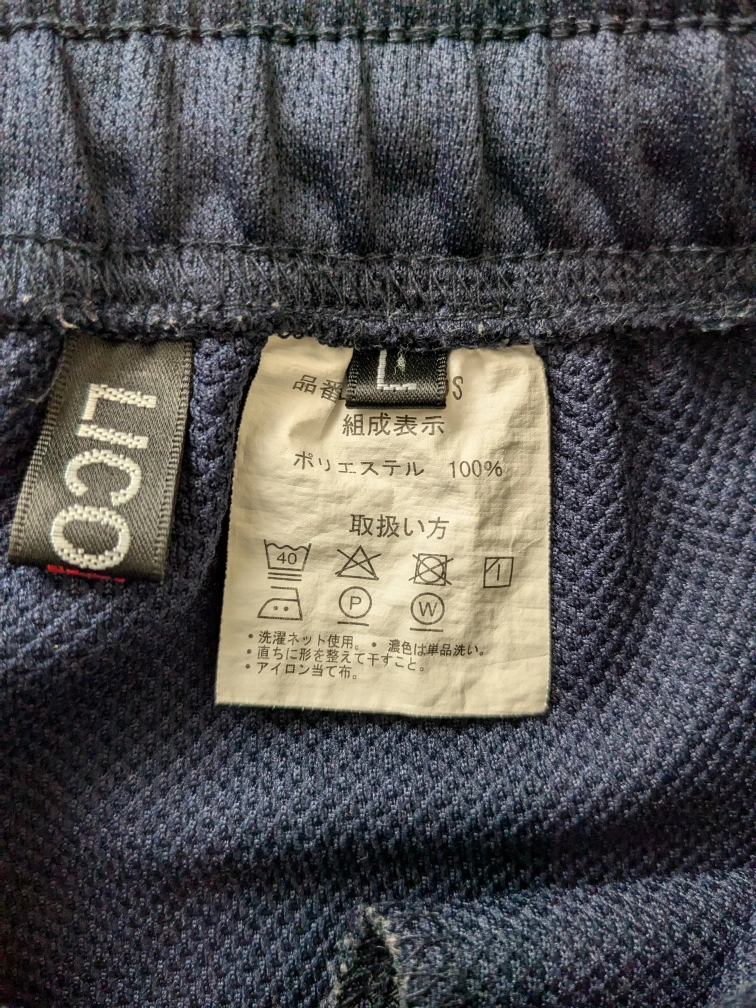 LICO
L
品番 S
組成表示
ポリエステル 100%
取扱い方
40
P W
・洗濯ネット使用。・濃色は単品洗い。
・直ちに形を整えて干すこと。
・アイロン当て布。